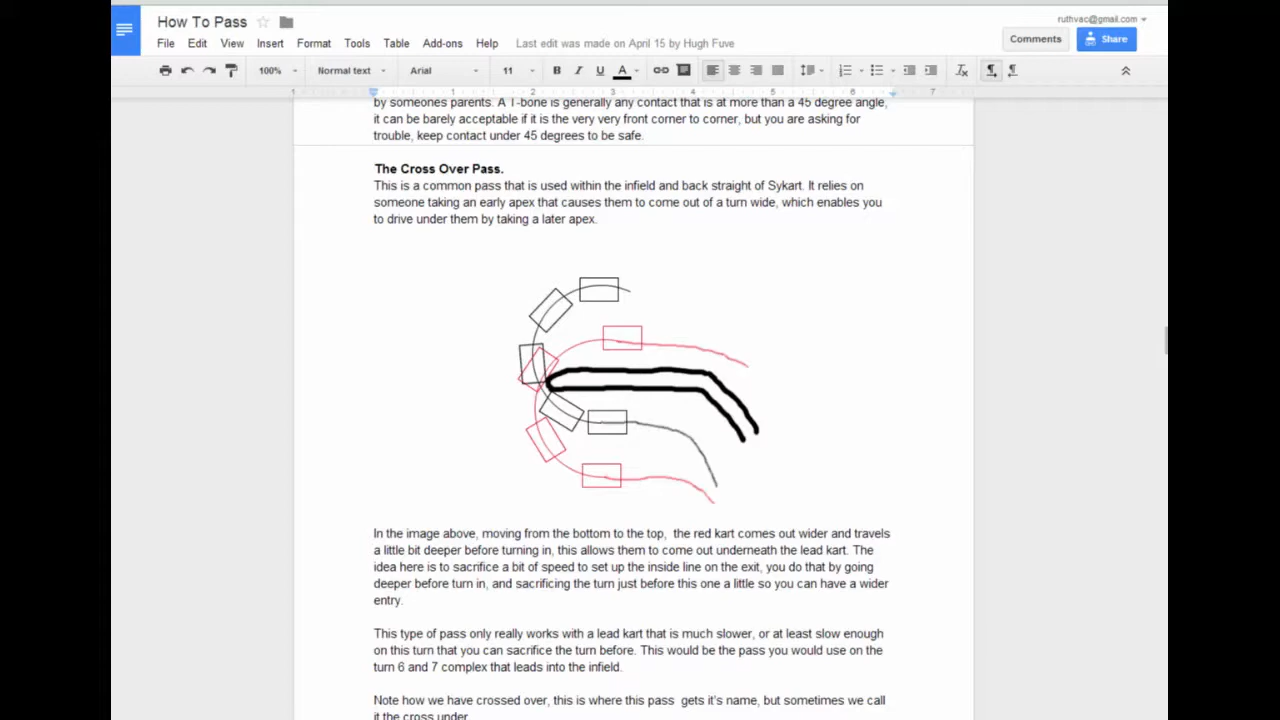 How To Pass
ruthvac@gmail.com
File Edit View Insert Format Tools Table Add-ons Help Last edit was made on April 15 by Hugh Fuve
Comments Share
100% Normal text Arial 11 B I U A
1 1 2 3 4 5 6 7
by someones parents. A T-bone is generally any contact that is at more than a 45 degree angle,
it can be barely acceptable if it is the very very front corner to corner, but you are asking for
trouble, keep contact under 45 degrees to be safe.
The Cross Over Pass.
This is a common pass that is used within the infield and back straight of Sykart. It relies on
someone taking an early apex that causes them to come out of a turn wide, which enables you
to drive under them by taking a later apex.
In the image above, moving from the bottom to the top, the red kart comes out wider and travels
a little bit deeper before turning in, this allows them to come out underneath the lead kart. The
idea here is to sacrifice a bit of speed to set up the inside line on the exit, you do that by going
deeper before turn in, and sacrificing the turn just before this one a little so you can have a wider
entry.
This type of pass only really works with a lead kart that is much slower, or at least slow enough
on this turn that you can sacrifice the turn before. This would be the pass you would use on the
turn 6 and 7 complex that leads into the infield.
Note how we have crossed over, this is where this pass gets it's name, but sometimes we call
it the cross under